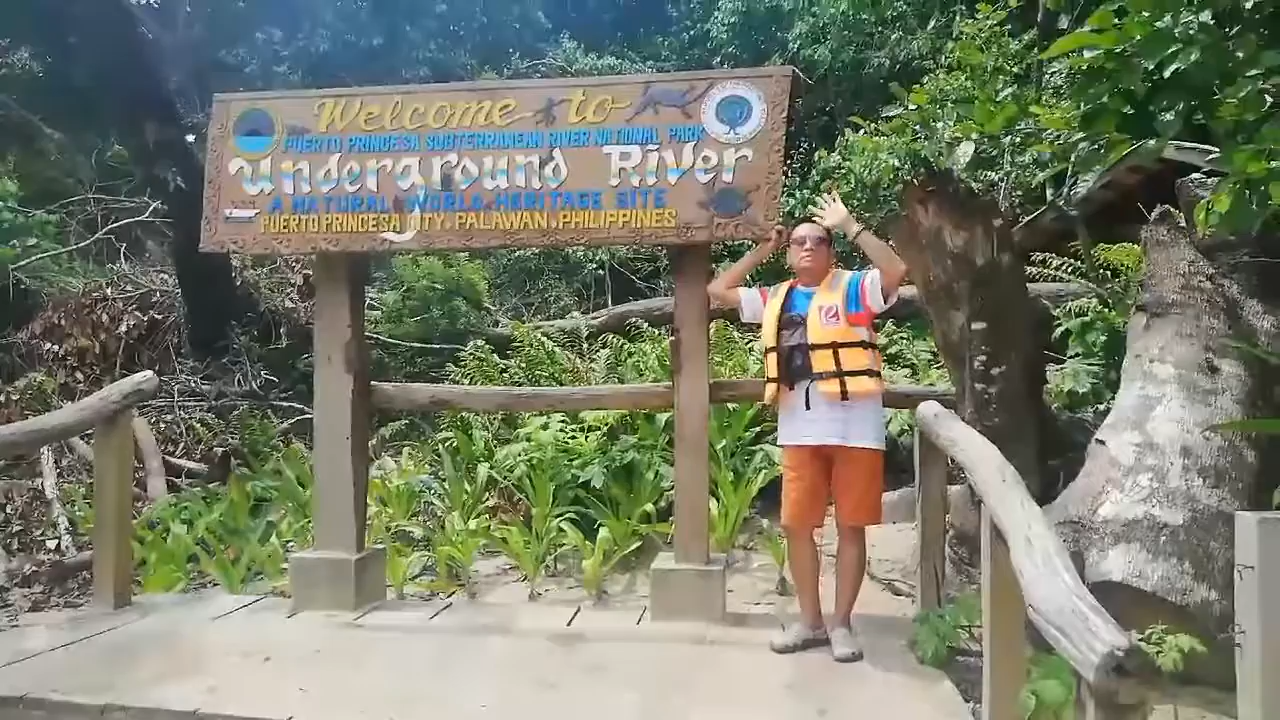 Welcome to
PUERTO PRINCESA SUBTERRANEAN RIVER NATIONAL PARK
Underground River
A NATURAL WORLD HERITAGE SITE
PUERTO PRINCESA CITY, PALAWAN, PHILIPPINES